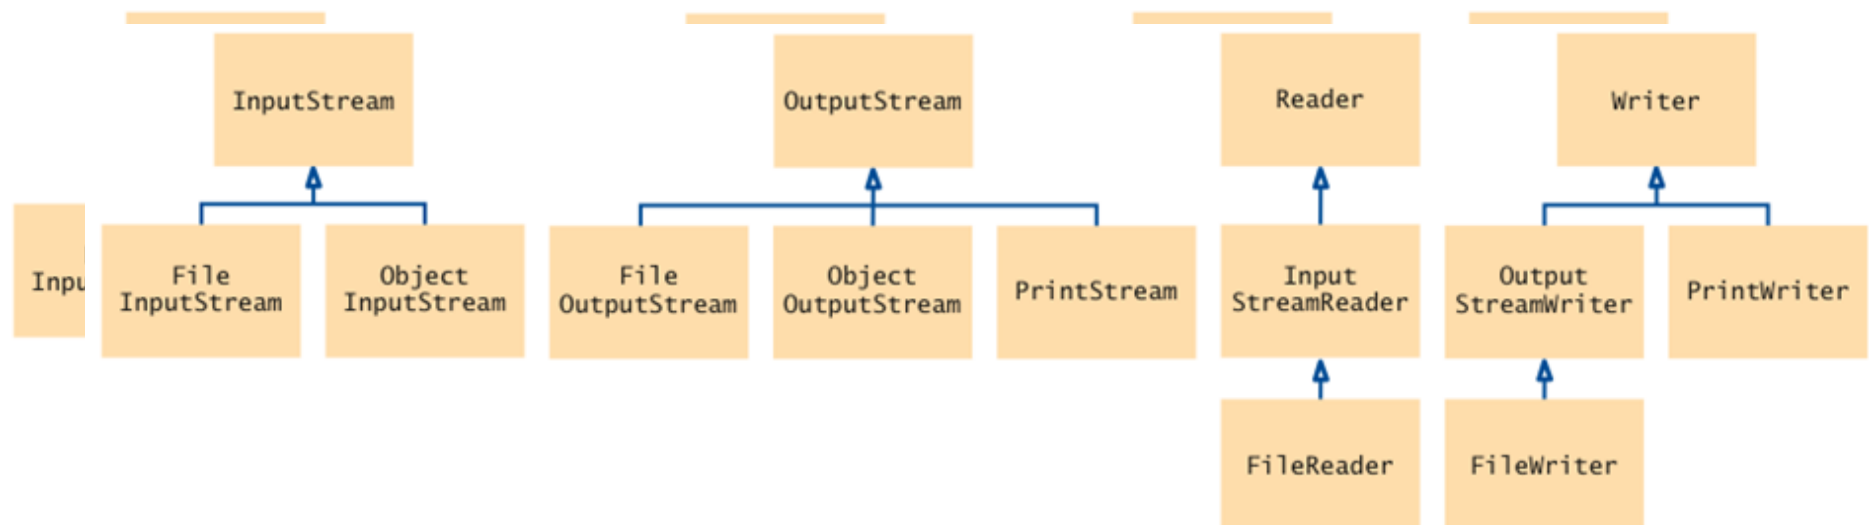 InputStream
OutputStream
Reader
Writer
Inpu
File
InputStream
Object
InputStream
File
OutputStream
Object
OutputStream
PrintStream
Input
StreamReader
Output
StreamWriter
PrintWriter
FileReader
FileWriter